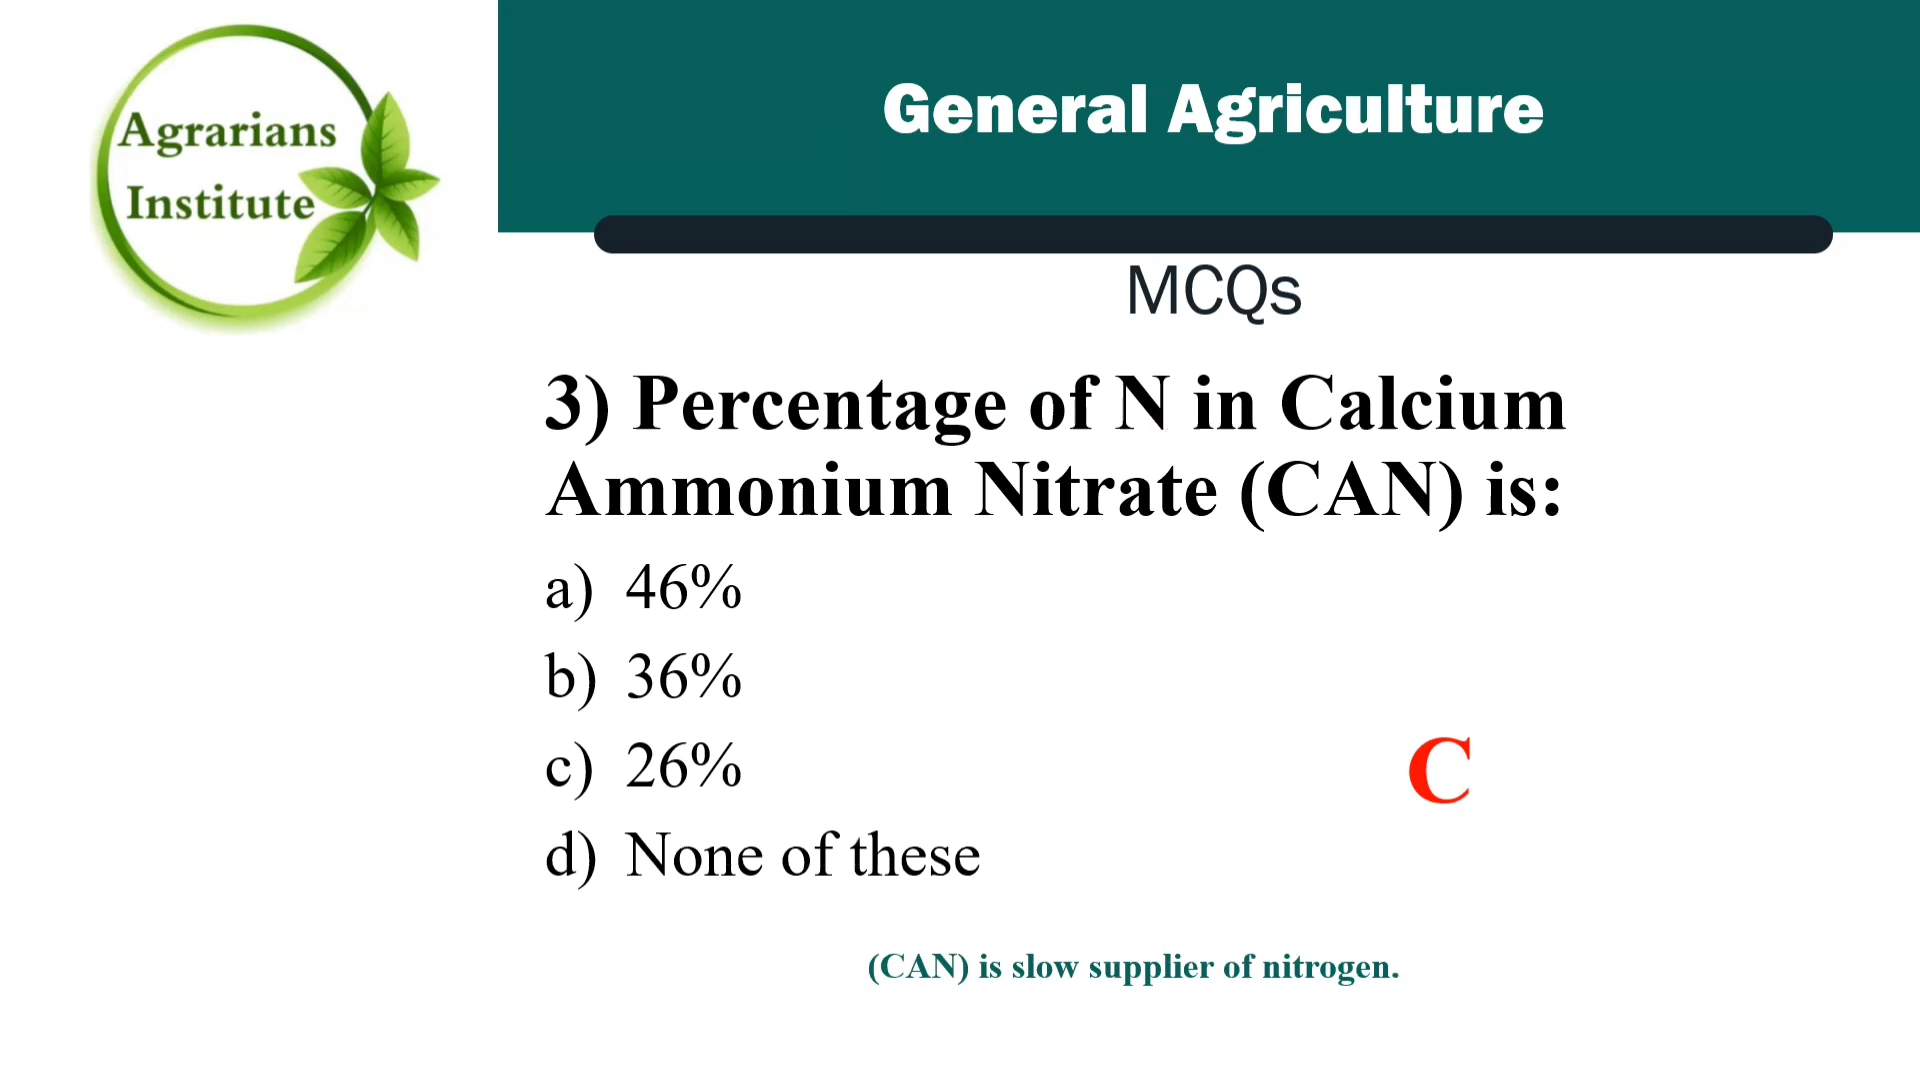 Agrarians
Institute
General Agriculture
MCQs
3) Percentage of N in Calcium
Ammonium Nitrate (CAN) is:
a) 46%
b) 36%
c) 26%
C
d) None of these
(CAN) is slow supplier of nitrogen.